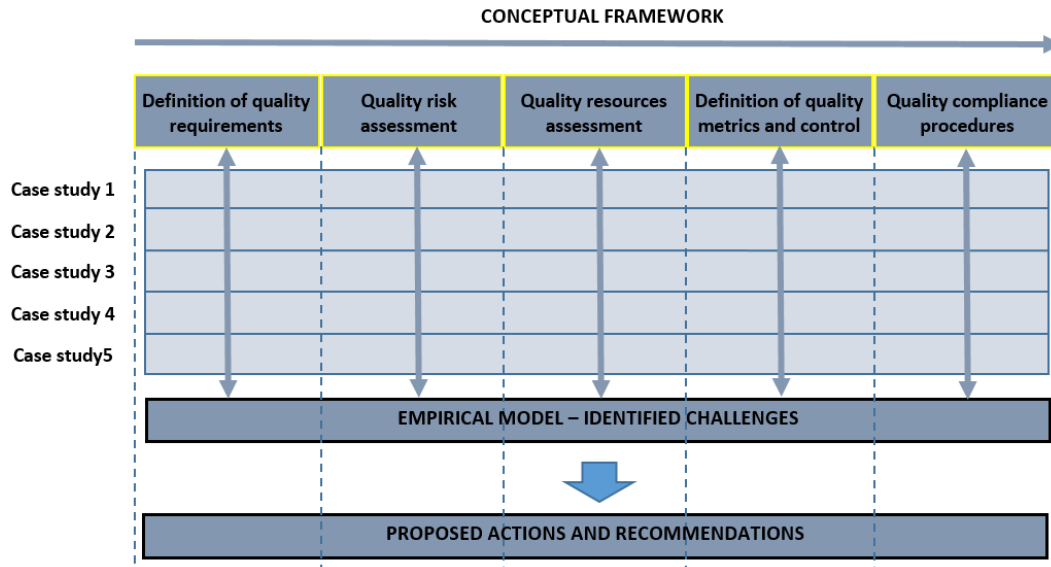 CONCEPTUAL FRAMEWORK
Definition of quality
requirements
Quality risk
assessment
Quality resources
assessment
Definition of quality
metrics and control
Quality compliance
procedures
Case study 1
Case study 2
Case study 3
Case study 4
Case study5
EMPIRICAL MODEL – IDENTIFIED CHALLENGES
PROPOSED ACTIONS AND RECOMMENDATIONS